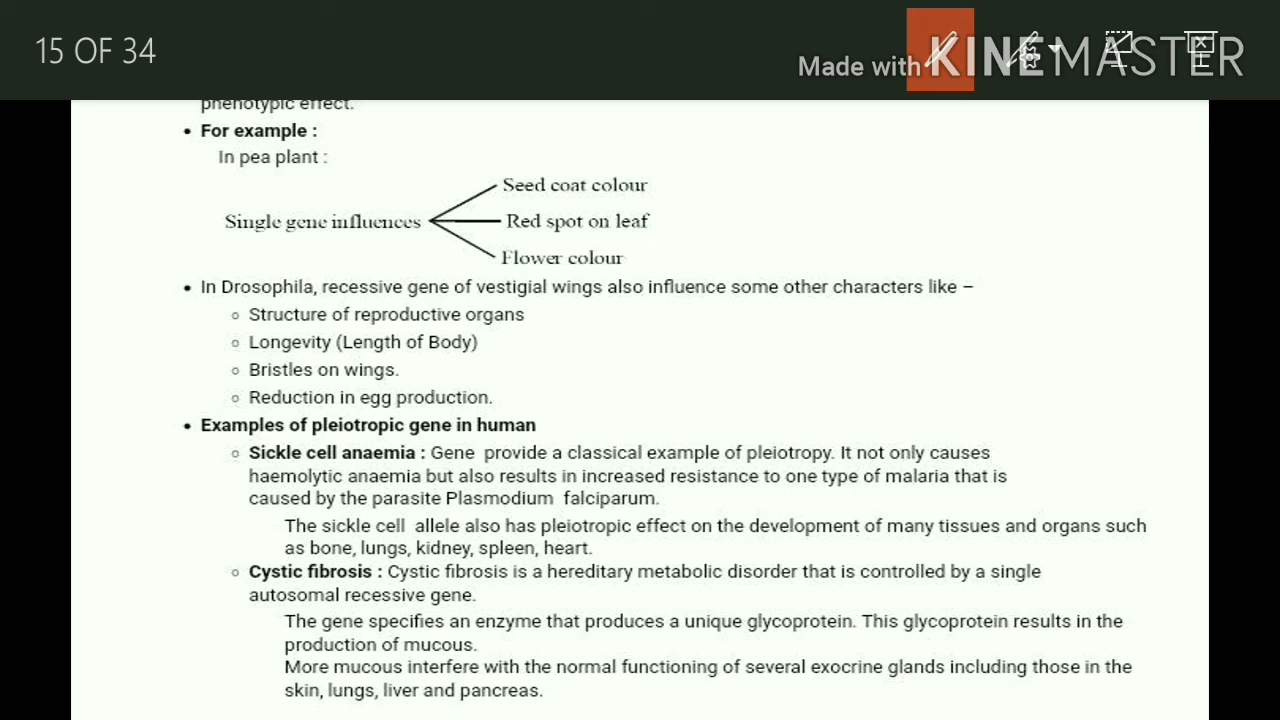 15 OF 34
Made with KINEMASTER
phenotypic effect.
• For example :
In pea plant :
Seed coat colour
Single gene influences
Red spot on leaf
Flower colour
• In Drosophila, recessive gene of vestigial wings also influence some other characters like –
◦ Structure of reproductive organs
◦ Longevity (Length of Body)
◦ Bristles on wings.
◦ Reduction in egg production.
• Examples of pleiotropic gene in human
◦ Sickle cell anaemia : Gene provide a classical example of pleiotropy. It not only causes
haemolytic anaemia but also results in increased resistance to one type of malaria that is
caused by the parasite Plasmodium falciparum.
The sickle cell allele also has pleiotropic effect on the development of many tissues and organs such
as bone, lungs, kidney, spleen, heart.
◦ Cystic fibrosis : Cystic fibrosis is a hereditary metabolic disorder that is controlled by a single
autosomal recessive gene.
The gene specifies an enzyme that produces a unique glycoprotein. This glycoprotein results in the
production of mucous.
More mucous interfere with the normal functioning of several exocrine glands including those in the
skin, lungs, liver and pancreas.